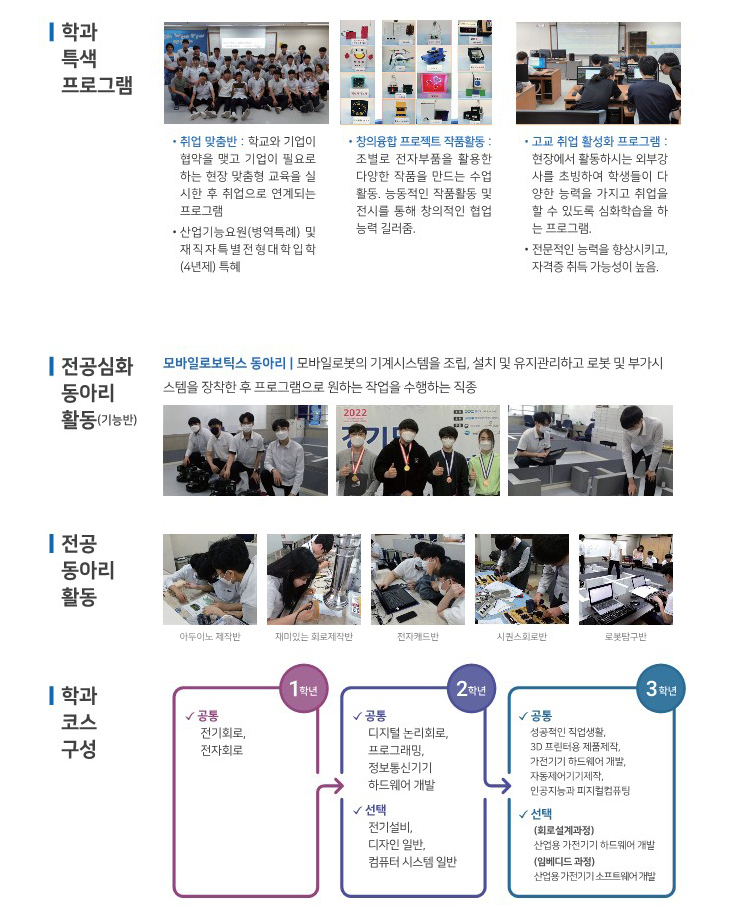 학과
특색
프로그램
• 취업 맞춤반 : 학교와 기업이
협약을 맺고 기업이 필요로
하는 현장 맞춤형 교육을 실
시한 후 취업으로 연계되는
프로그램
• 산업기능요원(병역특례) 및
재직자특별전형대학입학
(4년제) 특혜
• 창의융합 프로젝트 작품활동 :
조별로 전자부품을 활용한
다양한 작품을 만드는 수업
활동. 능동적인 작품활동 및
전시를 통해 창의적인 협업
능력 길러줌.
• 고교 취업 활성화 프로그램 :
현장에서 활동하시는 외부강
사를 초빙하여 학생들이 다
양한 능력을 가지고 취업을
할 수 있도록 심화학습을 하
는 프로그램.
• 전문적인 능력을 향상시키고,
자격증 취득 가능성이 높음.
전공심화
동아리
활동(기능반)
모바일로보틱스 동아리 | 모바일로봇의 기계시스템을 조립, 설치 및 유지관리하고 로봇 및 부가시
스템을 장착한 후 프로그램으로 원하는 작업을 수행하는 직종
2022
전공
동아리
활동
아두이노 제작반
재미있는 회로제작반
전자캐드반
시퀀스회로반
로봇탐구반
학과
코스
구성
1학년
✓ 공통
전기회로,
전자회로
2학년
✓ 공통
디지털 논리회로,
프로그래밍,
정보통신기기
하드웨어 개발
✓ 선택
전기설비,
디자인 일반,
컴퓨터 시스템 일반
3학년
✓ 공통
성공적인 직업생활,
3D 프린터용 제품제작,
가전기기 하드웨어 개발,
자동제어기기제작,
인공지능과 피지컬컴퓨팅
✓ 선택
(회로설계과정)
산업용 가전기기 하드웨어 개발
(임베디드 과정)
산업용 가전기기 소프트웨어 개발